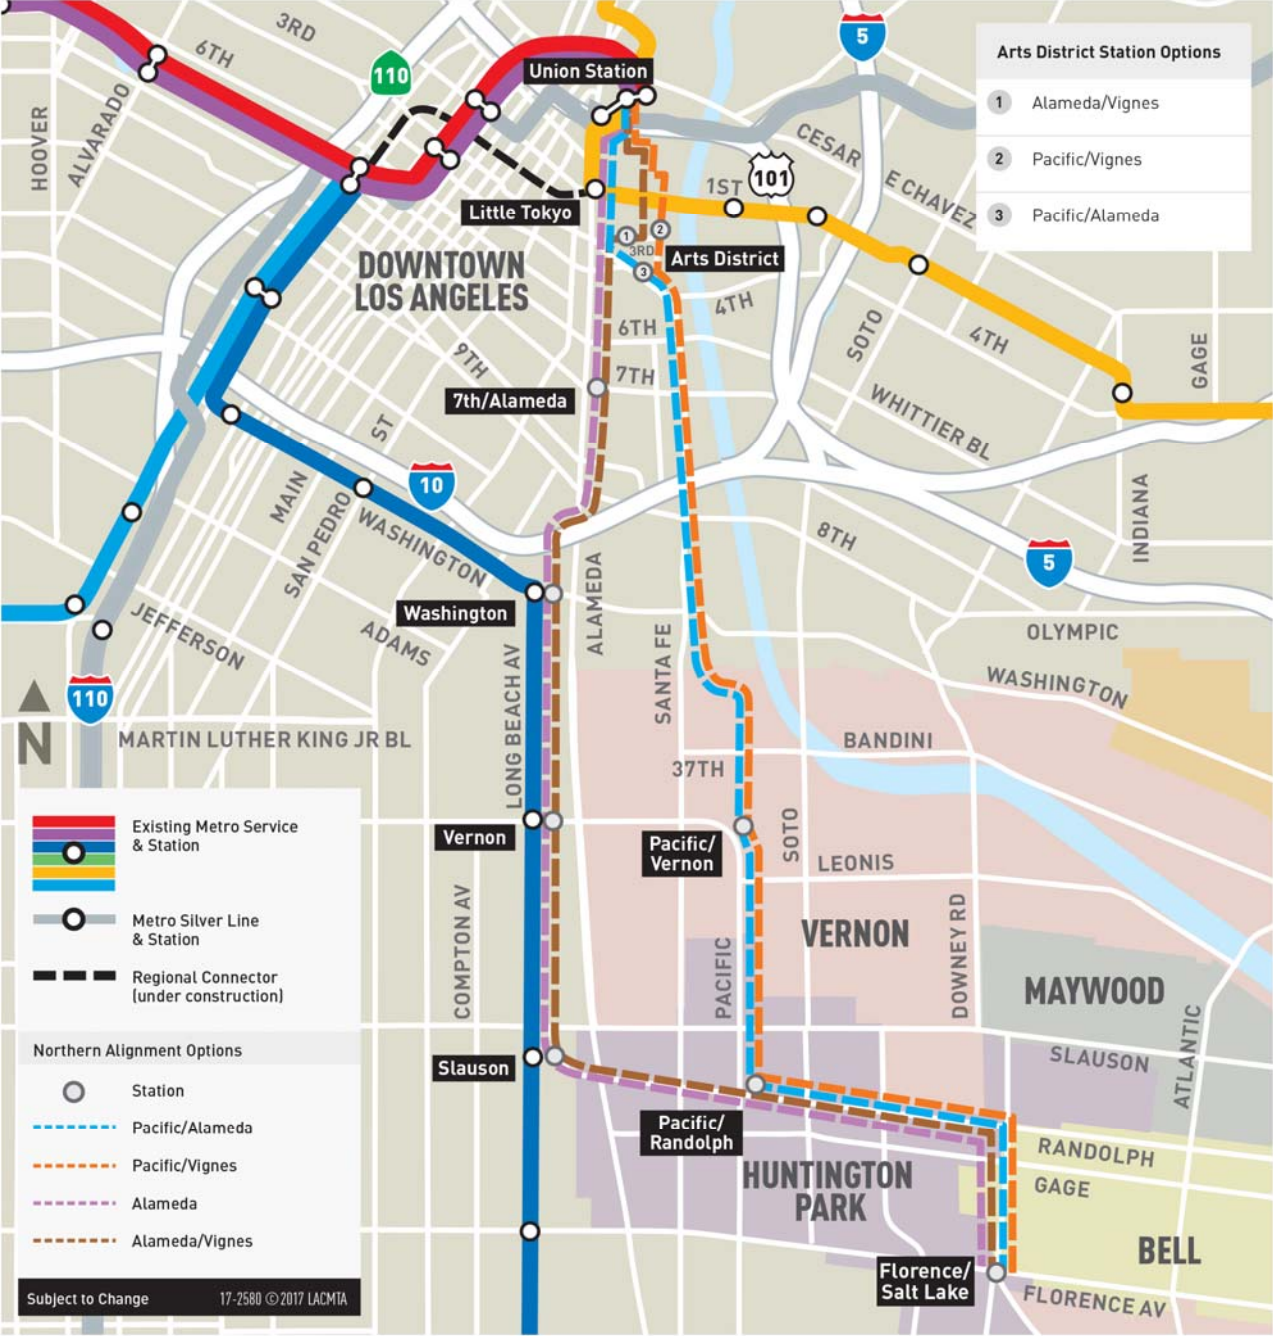 3RD
6TH
110
5
Union Station
Arts District Station Options
1 Alameda/Vignes
2 Pacific/Vignes
3 Pacific/Alameda
HOOVER
ALVARADO
CESAR
E CHAVEZ
101
1ST
Little Tokyo
1
2
3RD
3
Arts District
DOWNTOWN
LOS ANGELES
4TH
6TH
SOTO
4TH
GAGE
9TH
7TH
7th/Alameda
WHITTIER BL
ST
10
MAIN
SAN PEDRO
WASHINGTON
8TH
INDIANA
5
ALAMEDA
Washington
JEFFERSON
ADAMS
OLYMPIC
WASHINGTON
SANTA FE
LONG BEACH AV
110
N
MARTIN LUTHER KING JR BL
BANDINI
37TH
SOTO
Vernon
Pacific/
Vernon
LEONIS
VERNON
DOWNEY RD
COMPTON AV
PACIFIC
MAYWOOD
ATLANTIC
Slauson
SLAUSON
Pacific/
Randolph
RANDOLPH
GAGE
HUNTINGTON
PARK
BELL
Florence/
Salt Lake
FLORENCE AV
Existing Metro Service
& Station
Metro Silver Line
& Station
Regional Connector
(under construction)
Northern Alignment Options
Station
Pacific/Alameda
Pacific/Vignes
Alameda
Alameda/Vignes
Subject to Change 17-2580 ©2017 LACMTA